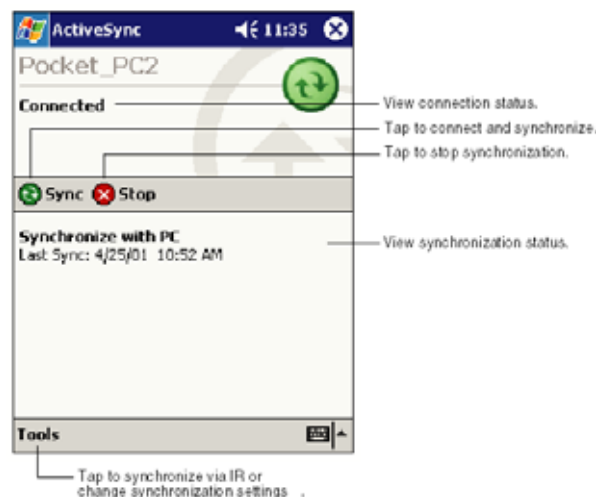 ActiveSync 11:35
Pocket_PC2
Connected
View connection status.
Tap to connect and synchronize.
Tap to stop synchronization.
Sync Stop
Synchronize with PC
Last Sync: 4/25/01 10:52 AM
View synchronization status.
Tools
Tap to synchronize via IR or
change synchronization settings .